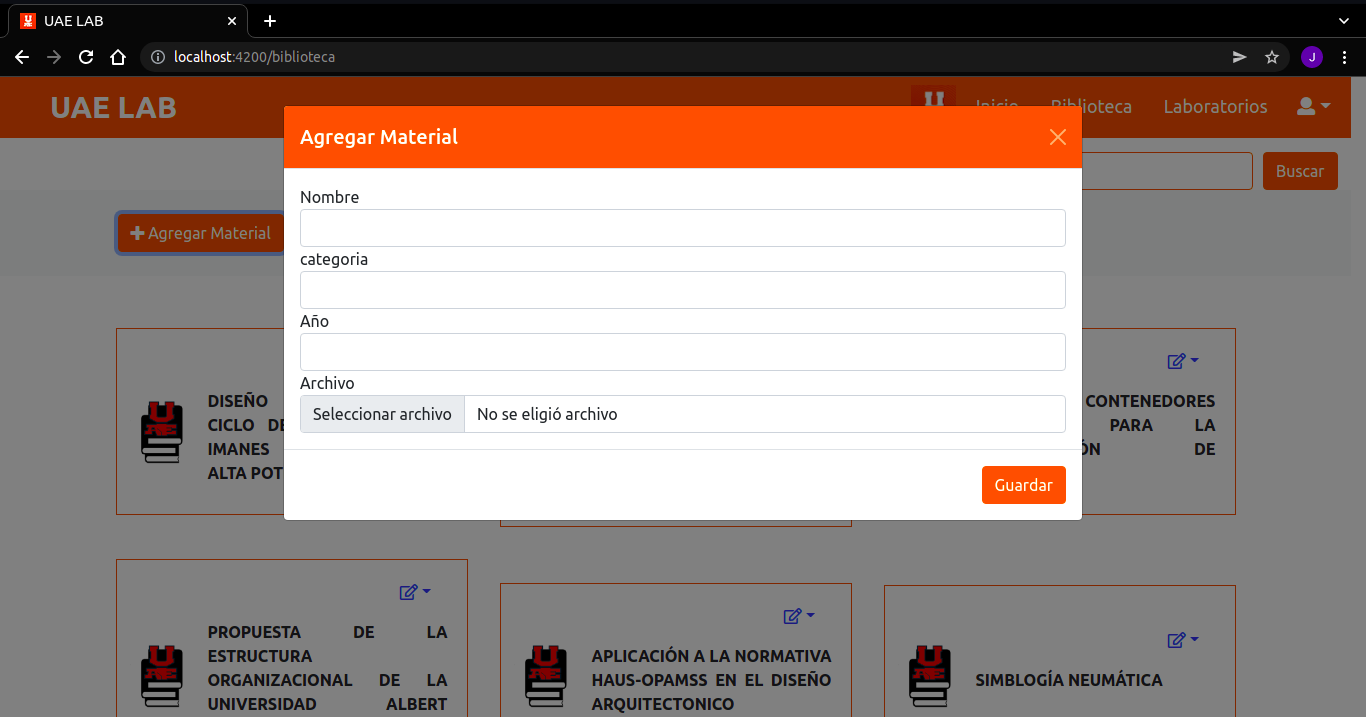 UAE LAB
localhost:4200/biblioteca
J
UAE LAB
Inicio
Biblioteca
Laboratorios
Agregar Material
Buscar
Agregar Material
Nombre
categoria
Año
Archivo
Seleccionar archivo
No se eligió archivo
Guardar
DISEÑO
CICLO DE
IMANES
ALTA POT
CONTENEDORES
PARA LA
ÓN DE
PROPUESTA DE LA
ESTRUCTURA
ORGANIZACIONAL DE LA
UNIVERSIDAD ALBERT
APLICACIÓN A LA NORMATIVA
HAUS-OPAMSS EN EL DISEÑO
ARQUITECTONICO
SIMBLOGÍA NEUMÁTICA